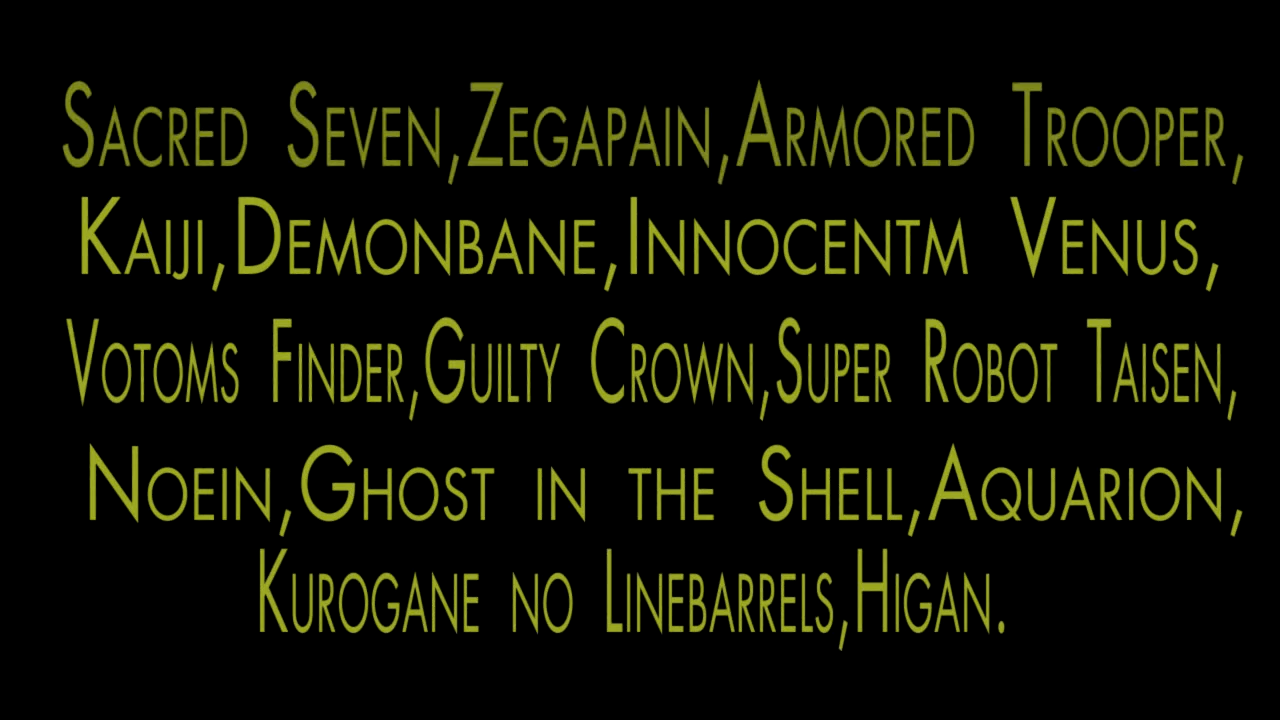 Sacred Seven,Zegapain,Armored Trooper,
Kaiji,Demonbane,Innocentm Venus,
Votoms Finder,Guilty Crown,Super Robot Taisen,
Noein,Ghost in the Shell,Aquarion,
Kurogane no Linebarrels,Higan.